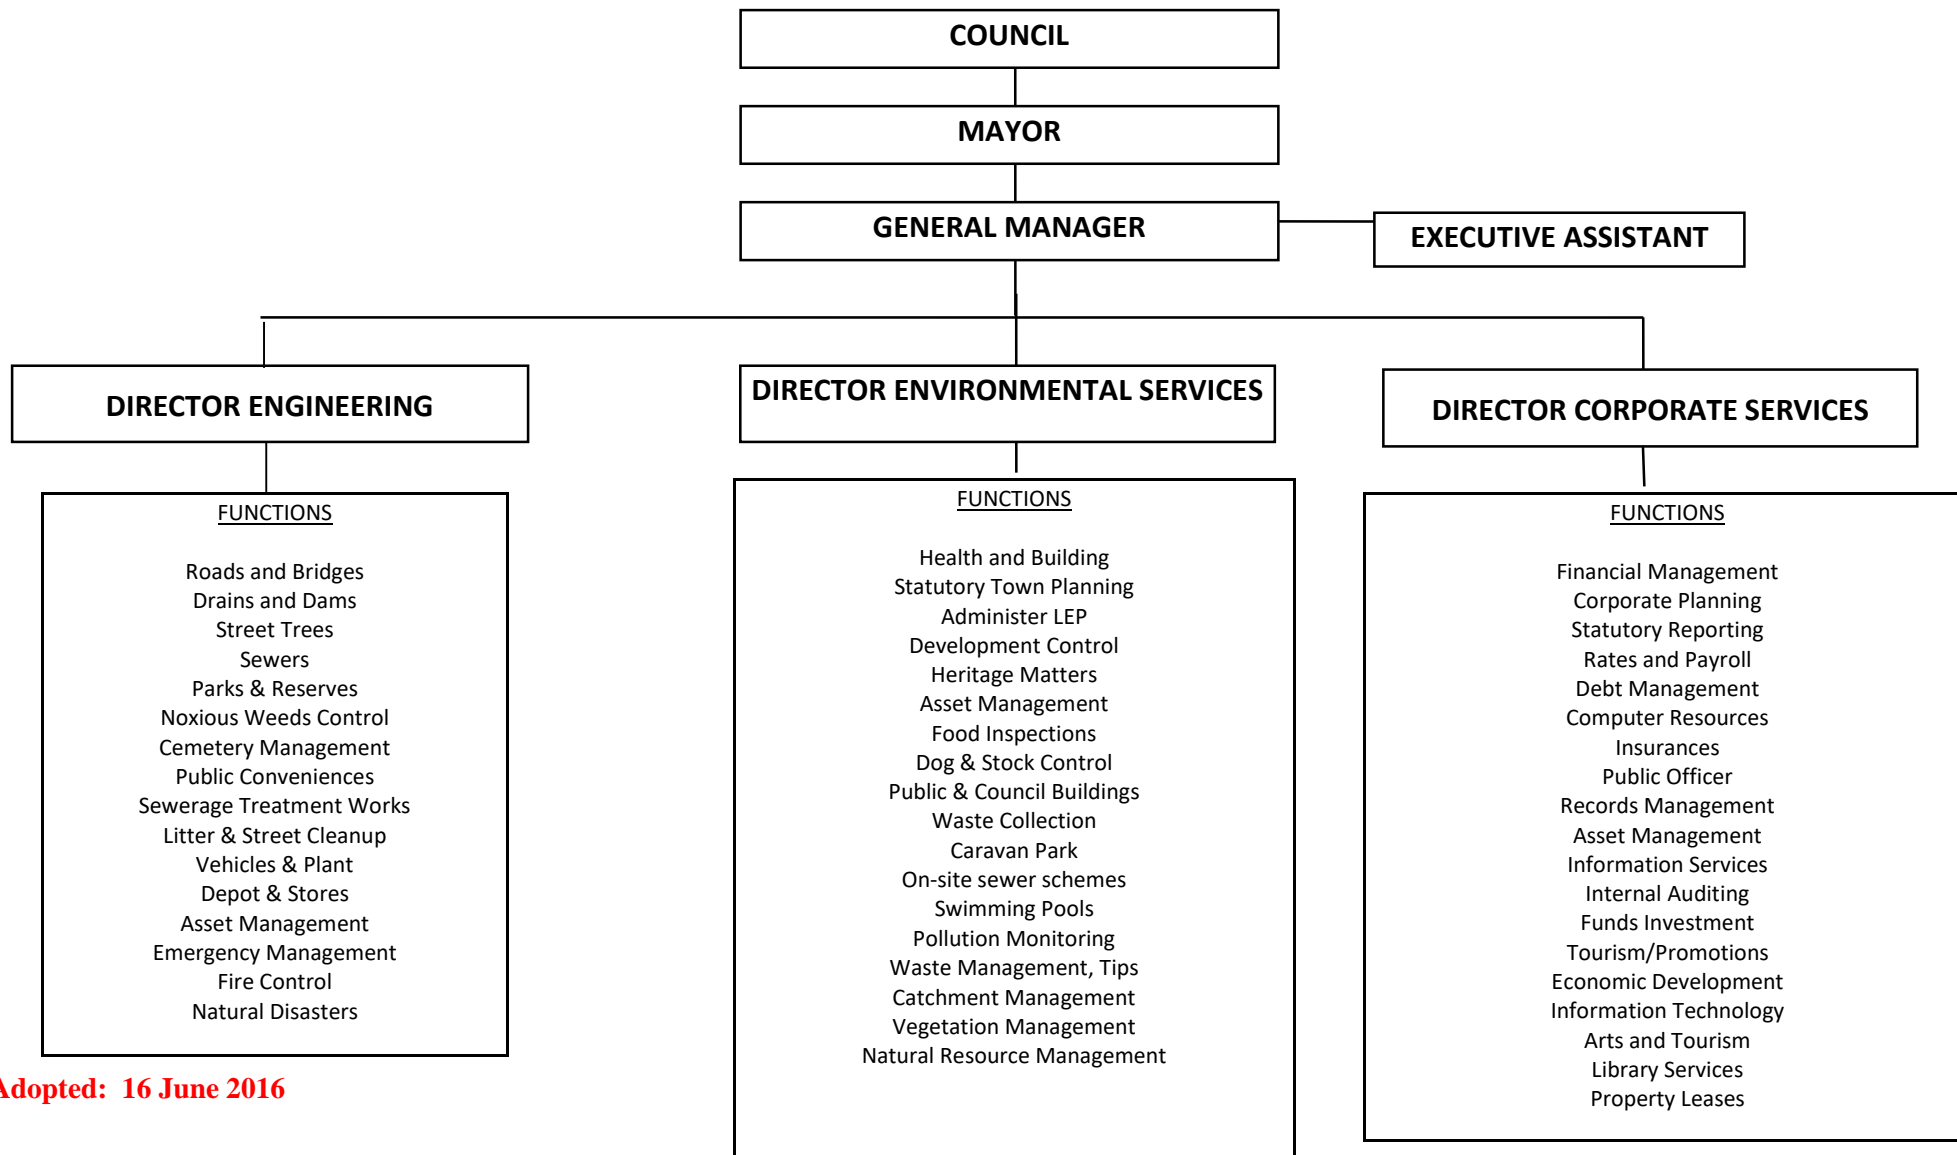 COUNCIL
MAYOR
GENERAL MANAGER
EXECUTIVE ASSISTANT
DIRECTOR ENGINEERING
DIRECTOR ENVIRONMENTAL SERVICES
DIRECTOR CORPORATE SERVICES
FUNCTIONS
Roads and Bridges
Drains and Dams
Street Trees
Sewers
Parks & Reserves
Noxious Weeds Control
Cemetery Management
Public Conveniences
Sewerage Treatment Works
Litter & Street Cleanup
Vehicles & Plant
Depot & Stores
Asset Management
Emergency Management
Fire Control
Natural Disasters
FUNCTIONS
Health and Building
Statutory Town Planning
Administer LEP
Development Control
Heritage Matters
Asset Management
Food Inspections
Dog & Stock Control
Public & Council Buildings
Waste Collection
Caravan Park
On-site sewer schemes
Swimming Pools
Pollution Monitoring
Waste Management, Tips
Catchment Management
Vegetation Management
Natural Resource Management
FUNCTIONS
Financial Management
Corporate Planning
Statutory Reporting
Rates and Payroll
Debt Management
Computer Resources
Insurances
Public Officer
Records Management
Asset Management
Information Services
Internal Auditing
Funds Investment
Tourism/Promotions
Economic Development
Information Technology
Arts and Tourism
Library Services
Property Leases
Adopted: 16 June 2016